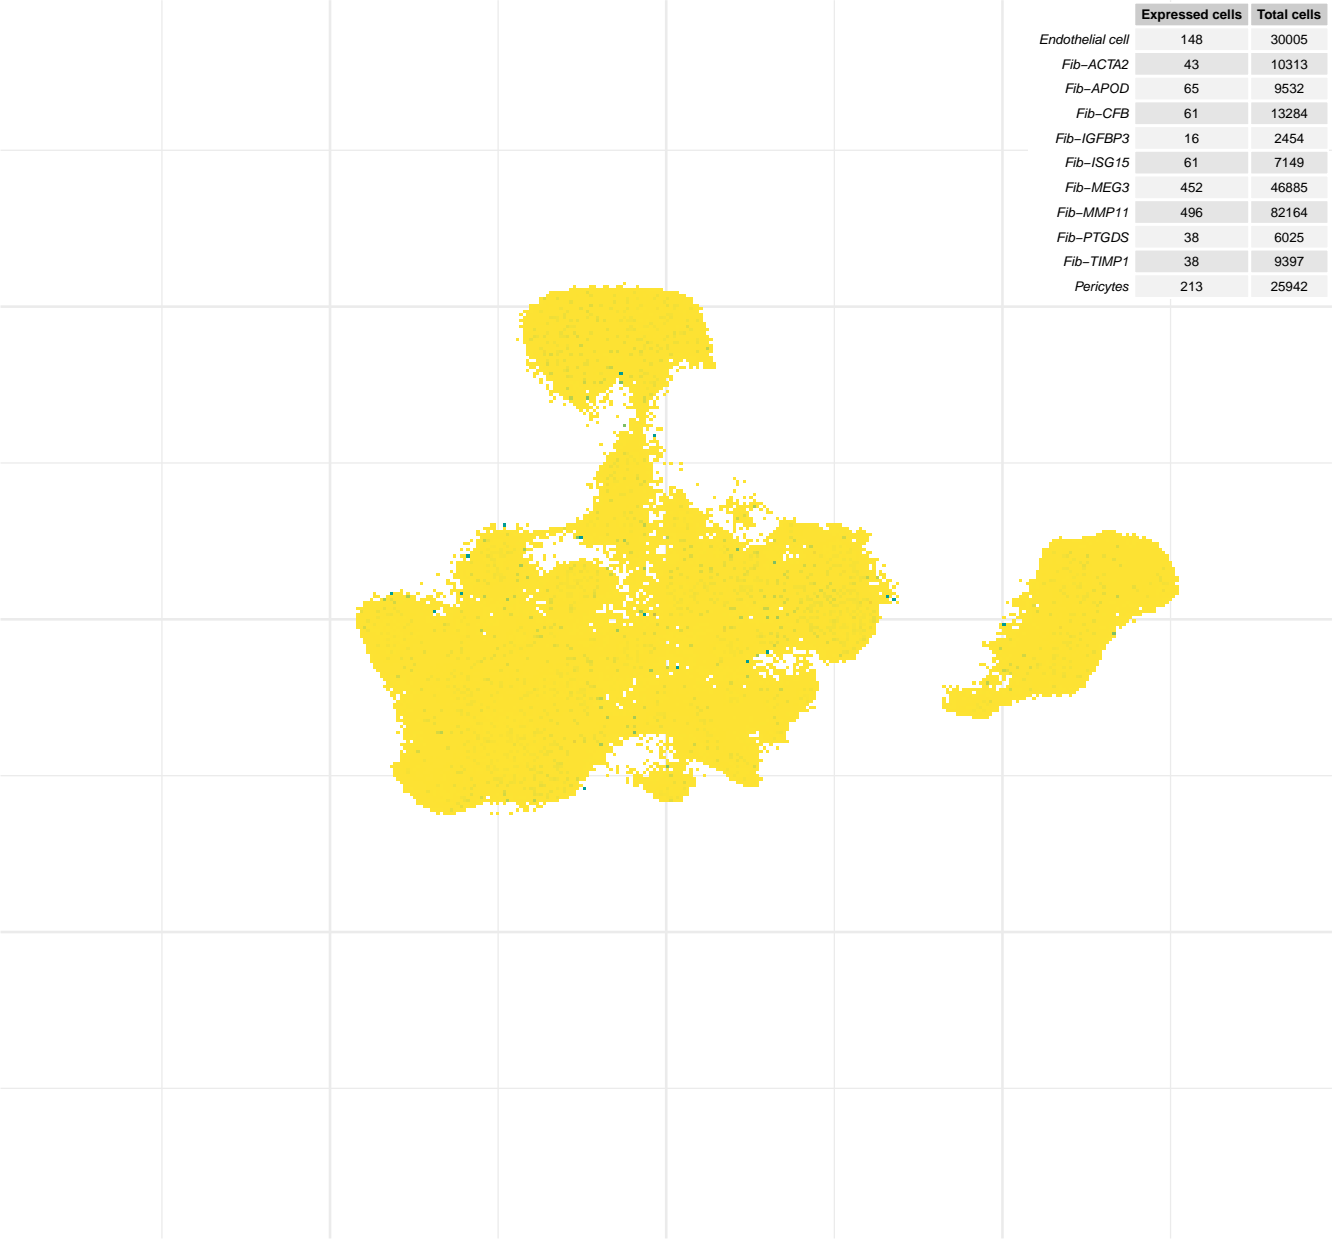 Expressed cells Total cells
Endothelial cell 148 30005
Fib−ACTA2 43 10313
Fib−APOD 65 9532
Fib−CFB 61 13284
Fib−IGFBP3 16 2454
Fib−ISG15 61 7149
Fib−MEG3 452 46885
Fib−MMP11 496 82164
Fib−PTGDS 38 6025
Fib−TIMP1 38 9397
Pericytes 213 25942